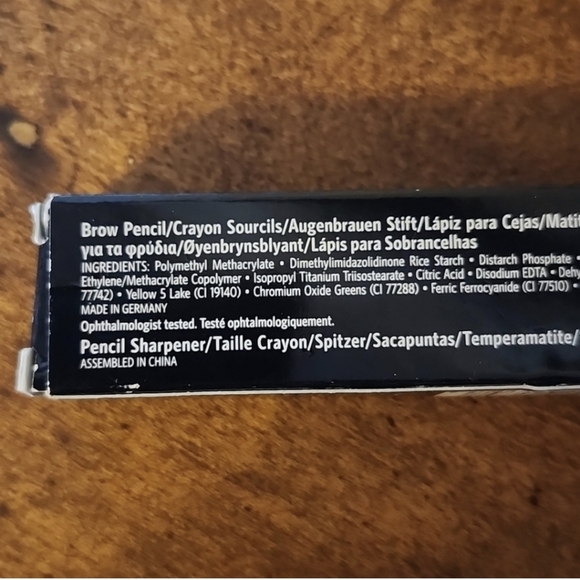 Brow Pencil/Crayon Sourcils/Augenbrauen Stift/Lápiz para Cejas/Matit
για τα φρύδια/Øyenbrynsblyant/Lápis para Sobrancelhas
INGREDIENTS: Polymethyl Methacrylate • Dimethylimidazolidinone Rice Starch • Distarch Phosphate •
Ethylene/Methacrylate Copolymer • Isopropyl Titanium Triisostearate • Citric Acid • Disodium EDTA • Dehy
77742) • Yellow 5 Lake (CI 19140) • Chromium Oxide Greens (CI 77288) • Ferric Ferrocyanide (CI 77510) •
MADE IN GERMANY
Ophthalmologist tested. Testé ophtalmologiquement.
Pencil Sharpener/Taille Crayon/Spitzer/Sacapuntas/Temperamatite/
ASSEMBLED IN CHINA